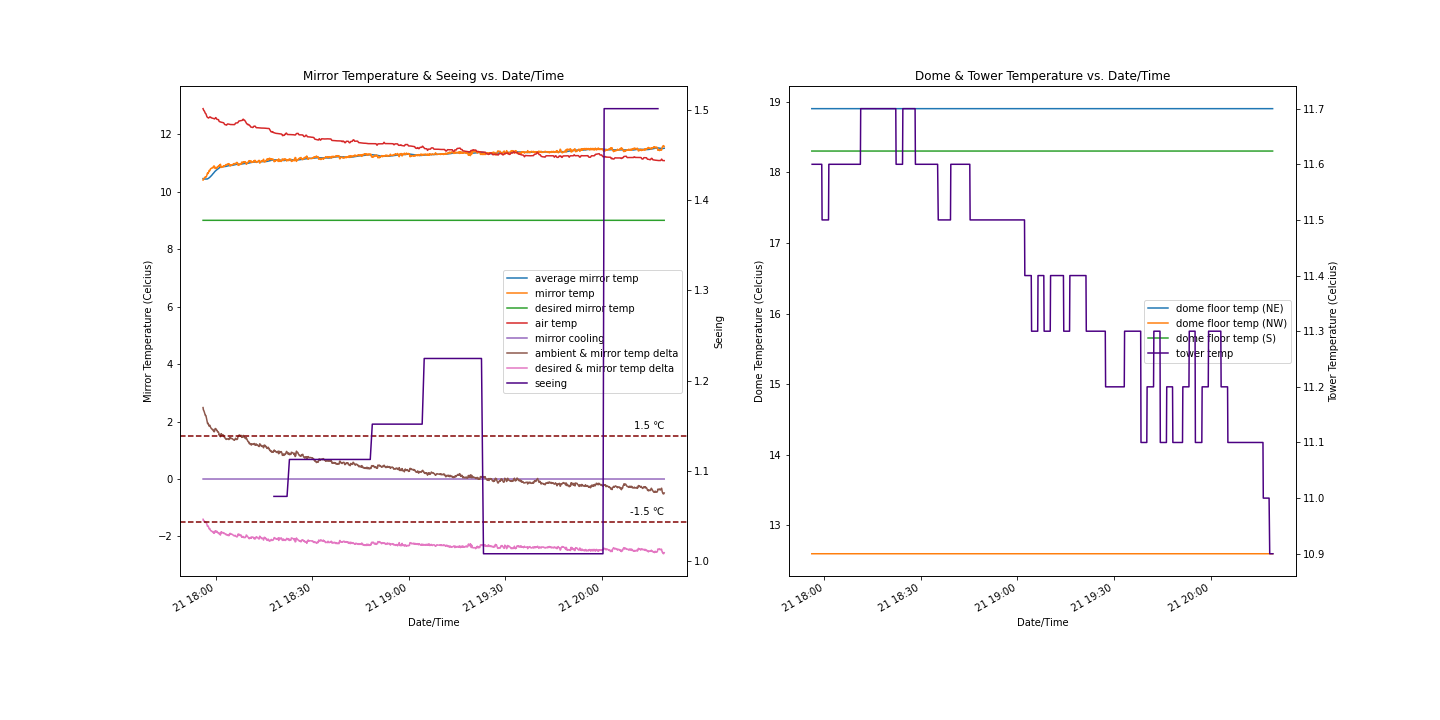 Mirror Temperature & Seeing vs. Date/Time
Mirror Temperature (Celcius)
12
10
8
6
4
2
0
−2
1.5
1.4
1.3
1.2
1.1
1.0
Seeing
average mirror temp
mirror temp
desired mirror temp
air temp
mirror cooling
ambient & mirror temp delta
desired & mirror temp delta
seeing
1.5 °C
-1.5 °C
21 18:00
21 18:30
21 19:00
21 19:30
21 20:00
Date/Time
Dome & Tower Temperature vs. Date/Time
Dome Temperature (Celcius)
19
18
17
16
15
14
13
11.7
11.6
11.5
11.4
11.3
11.2
11.1
11.0
10.9
Tower Temperature (Celcius)
dome floor temp (NE)
dome floor temp (NW)
dome floor temp (S)
tower temp
21 18:00
21 18:30
21 19:00
21 19:30
21 20:00
Date/Time